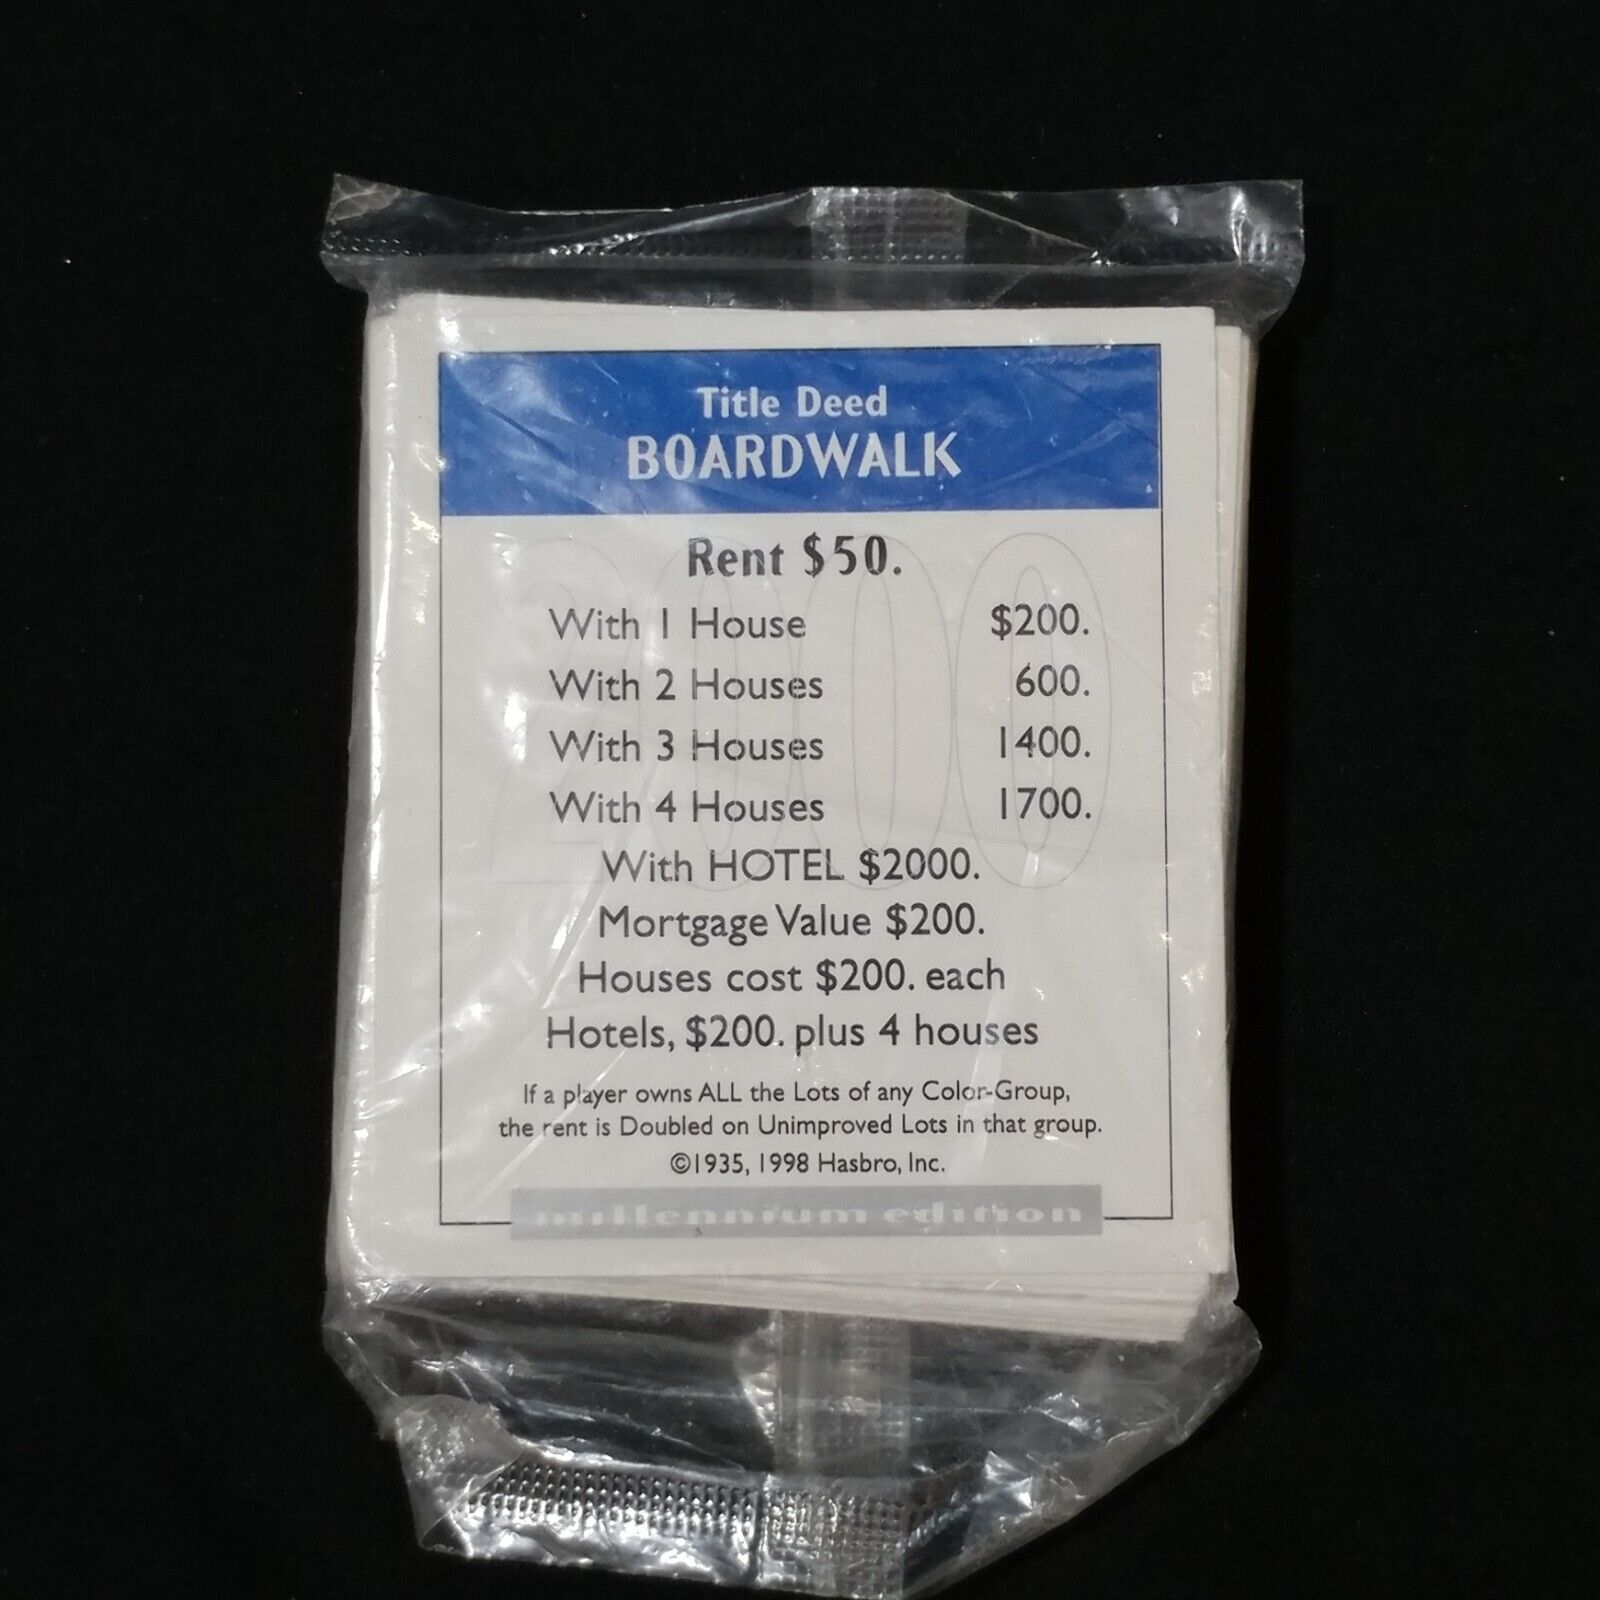 Title Deed
BOARDWALK
Rent $50.
With 1 House $200.
With 2 Houses 600.
With 3 Houses 1400.
With 4 Houses 1700.
With HOTEL $2000.
Mortgage Value $200.
Houses cost $200. each
Hotels, $200. plus 4 houses
If a player owns ALL the Lots of any Color-Group,
the rent is Doubled on Unimproved Lots in that group.
©1935, 1998 Hasbro, Inc.
millennium edition
2000